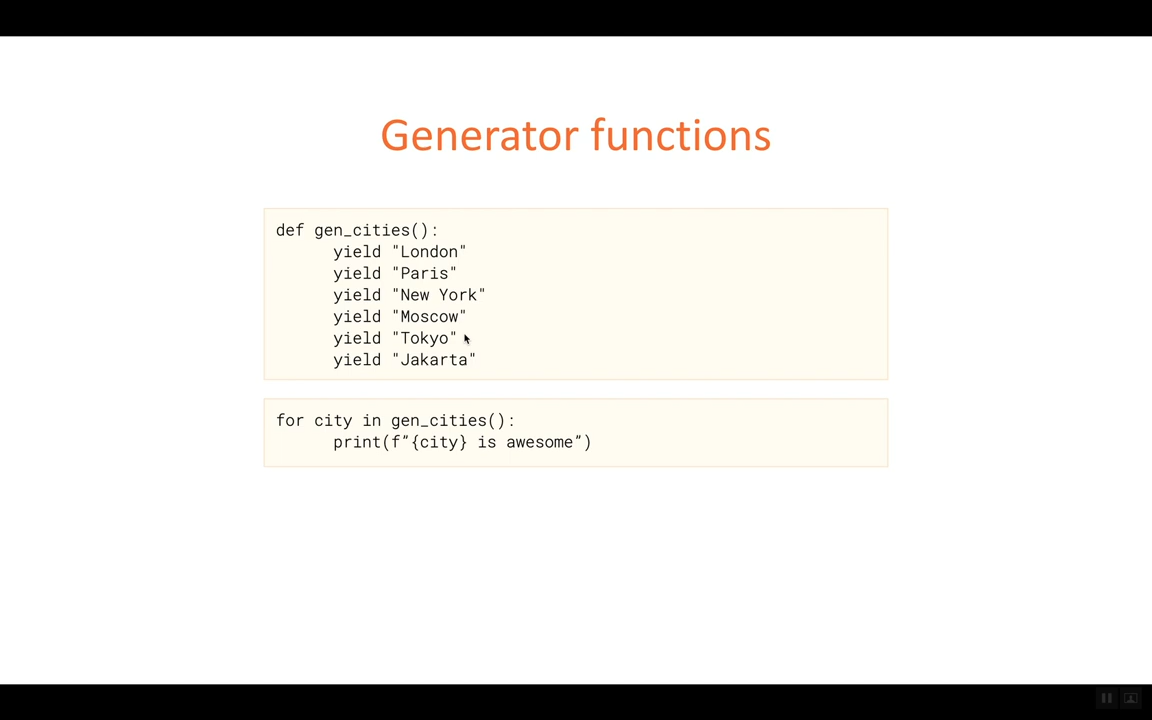 Generator functions
def gen_cities():
yield "London"
yield "Paris"
yield "New York"
yield "Moscow"
yield "Tokyo"
yield "Jakarta"
for city in gen_cities():
print(f”{city} is awesome”)